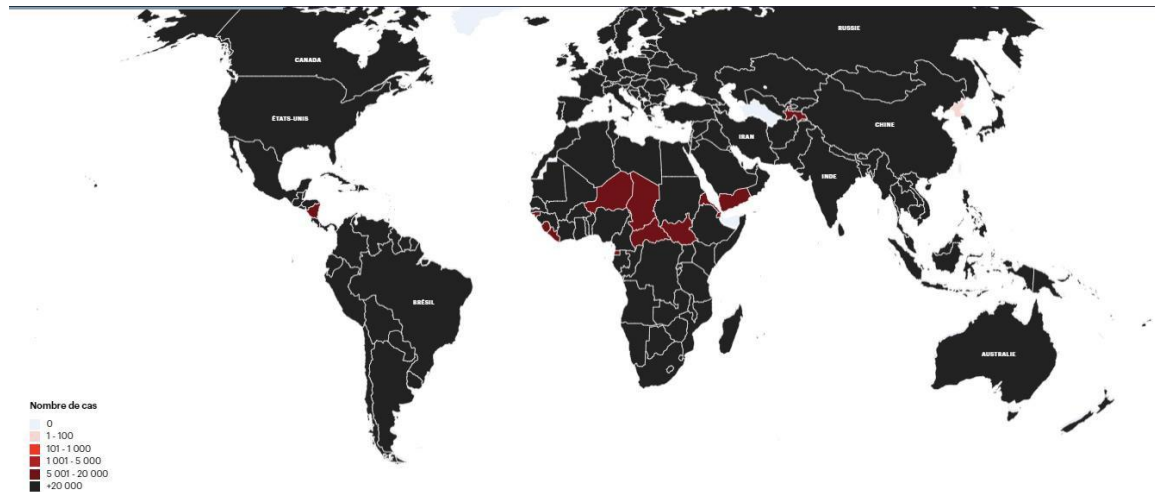 RUSSIE
CANADA
ÉTATS-UNIS
CHINE
IRAN
INDE
BRÉSIL
AUSTRALIE
Nombre de cas
0
1 - 100
101 - 1 000
1 001 - 5 000
5 001 - 20 000
+20 000